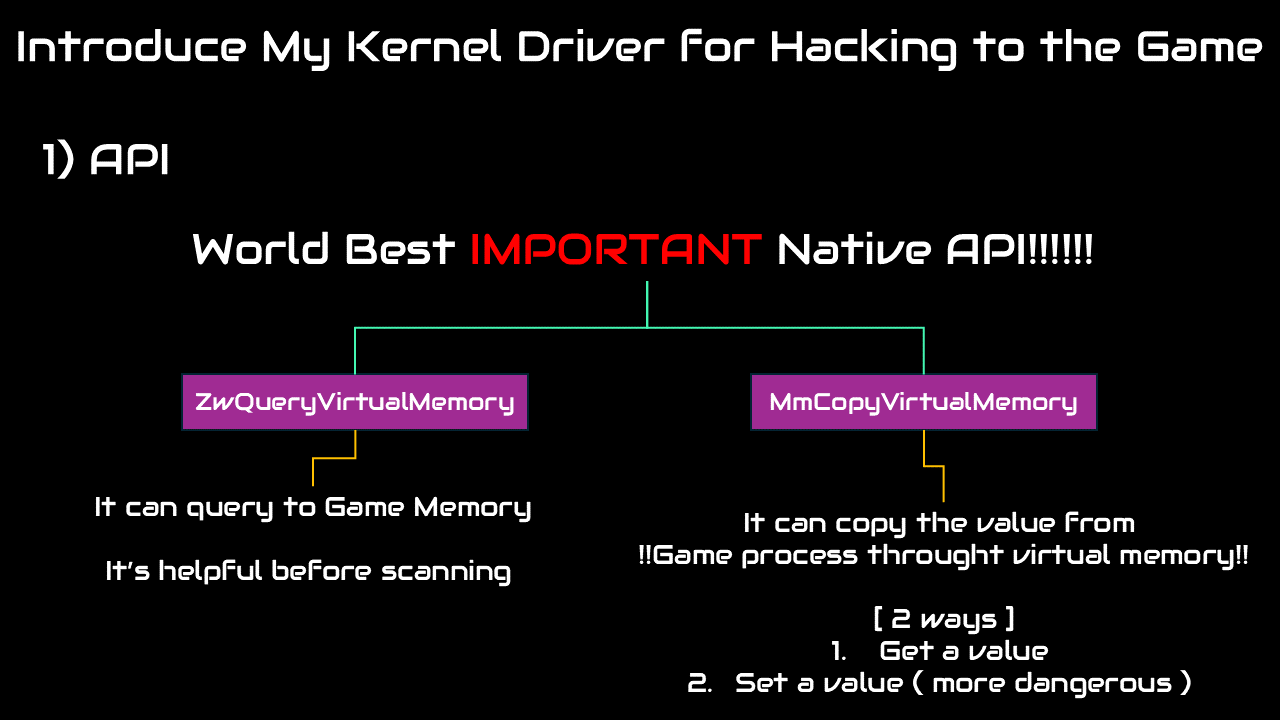 Introduce My Kernel Driver for Hacking to the Game
1) API
World Best IMPORTANT Native API!!!!!!
ZwQueryVirtualMemory
MmCopyVirtualMemory
It can query to Game Memory
It's helpful before scanning
It can copy the value from
!!Game process throught virtual memory!!
[ 2 ways ]
1. Get a value
2. Set a value ( more dangerous )